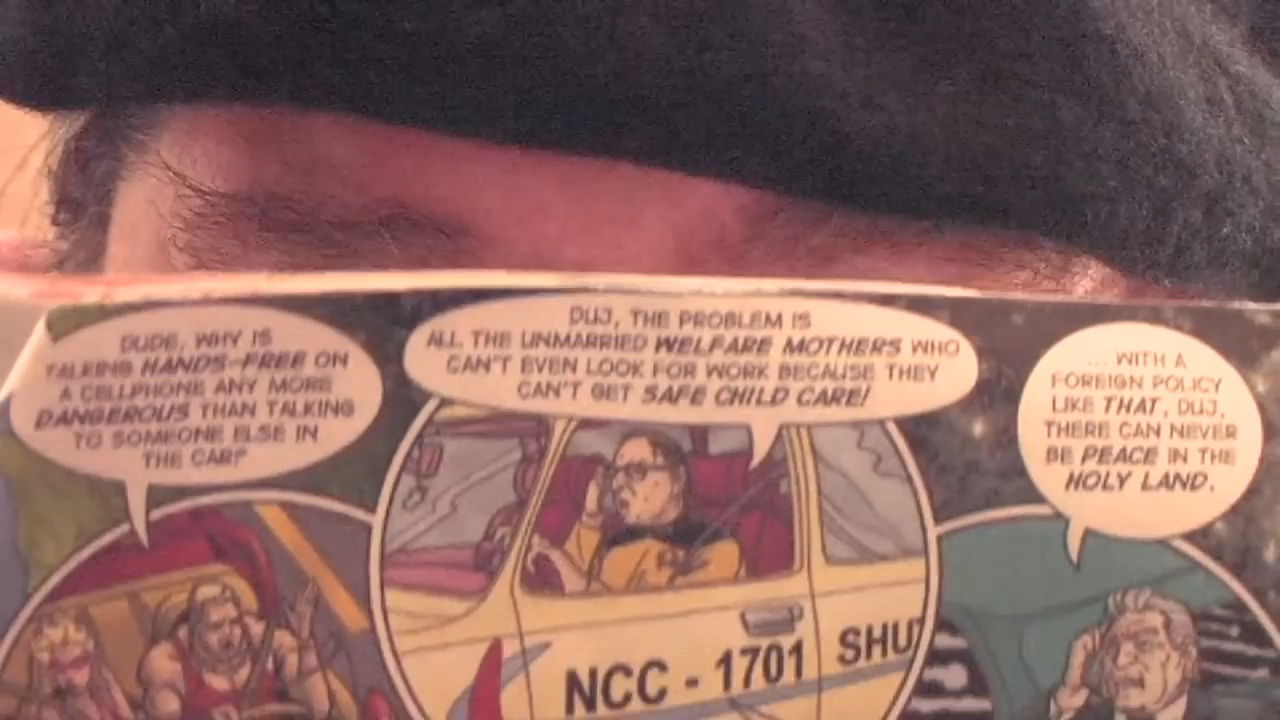 DUDE, WHY IS
TALKING HANDS-FREE ON
A CELLPHONE ANY MORE
DANGEROUS THAN TALKING
TO SOMEONE ELSE IN
THE CAR?
DUJ, THE PROBLEM IS
ALL THE UNMARRIED WELFARE MOTHERS WHO
CAN'T EVEN LOOK FOR WORK BECAUSE THEY
CAN'T GET SAFE CHILD CARE!
... WITH A
FOREIGN POLICY
LIKE THAT, DUJ,
THERE CAN NEVER
BE PEACE IN THE
HOLY LAND.
NCC - 1701
SHU